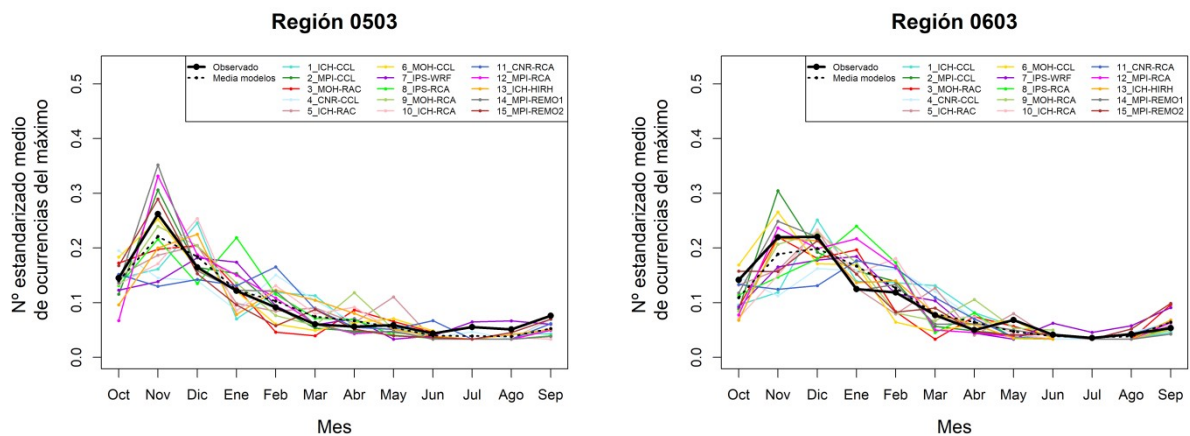 Región 0503
Nº estandarizado medio
de ocurrencias del máximo
0.5
0.4
0.3
0.2
0.1
0.0
Observado
Media modelos
1_ICH-CCL
2_MPI-CCL
3_MOH-RAC
4_CNR-CCL
5_ICH-RAC
6_MOH-CCL
7_IPS-WRF
8_IPS-RCA
9_MOH-RCA
10_ICH-RCA
11_CNR-RCA
12_MPI-RCA
13_ICH-HIRH
14_MPI-REMO1
15_MPI-REMO2
Oct Nov Dic Ene Feb Mar Abr May Jun Jul Ago Sep
Mes
Región 0603
Nº estandarizado medio
de ocurrencias del máximo
0.5
0.4
0.3
0.2
0.1
0.0
Observado
Media modelos
1_ICH-CCL
2_MPI-CCL
3_MOH-RAC
4_CNR-CCL
5_ICH-RAC
6_MOH-CCL
7_IPS-WRF
8_IPS-RCA
9_MOH-RCA
10_ICH-RCA
11_CNR-RCA
12_MPI-RCA
13_ICH-HIRH
14_MPI-REMO1
15_MPI-REMO2
Oct Nov Dic Ene Feb Mar Abr May Jun Jul Ago Sep
Mes